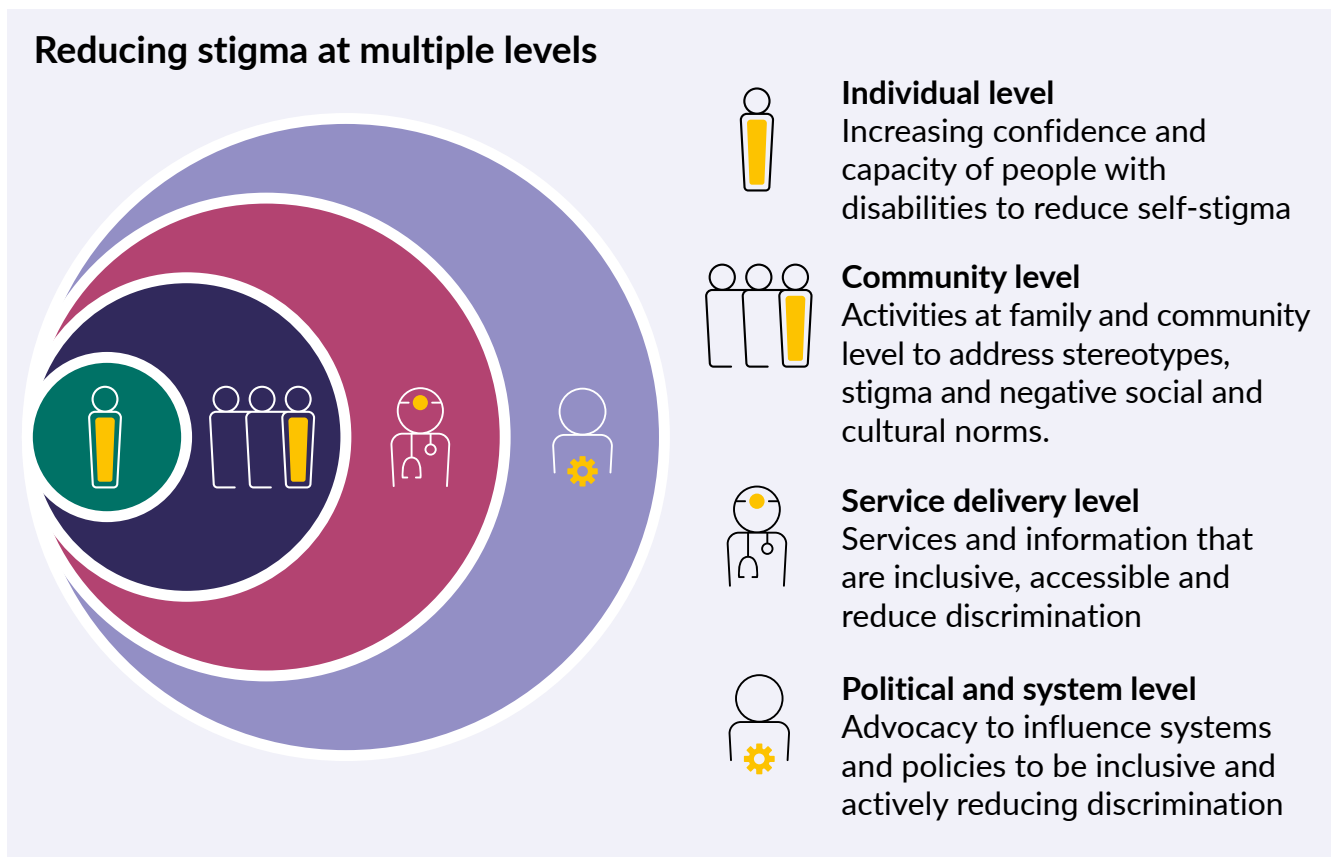 Reducing stigma at multiple levels
Individual level
Increasing confidence and
capacity of people with
disabilities to reduce self-stigma
Community level
Activities at family and community
level to address stereotypes,
stigma and negative social and
cultural norms.
Service delivery level
Services and information that
are inclusive, accessible and
reduce discrimination
Political and system level
Advocacy to influence systems
and policies to be inclusive and
actively reducing discrimination